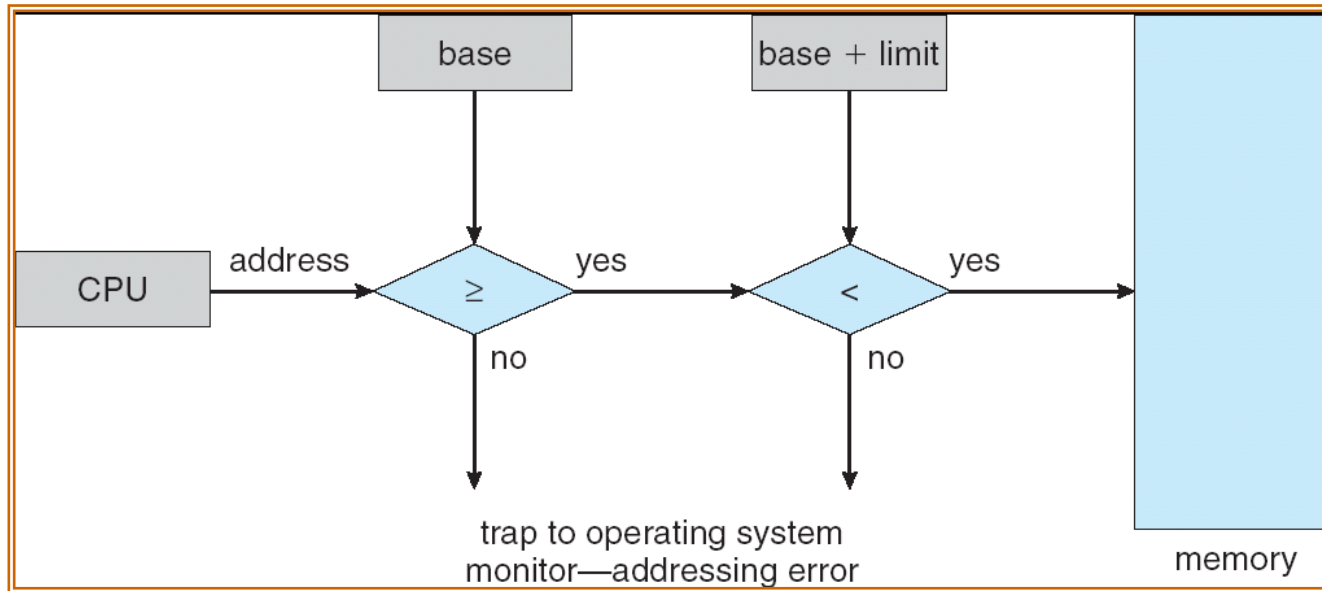 base
base + limit
address
yes
yes
CPU
≥
<
no
no
trap to operating system
monitor—addressing error
memory